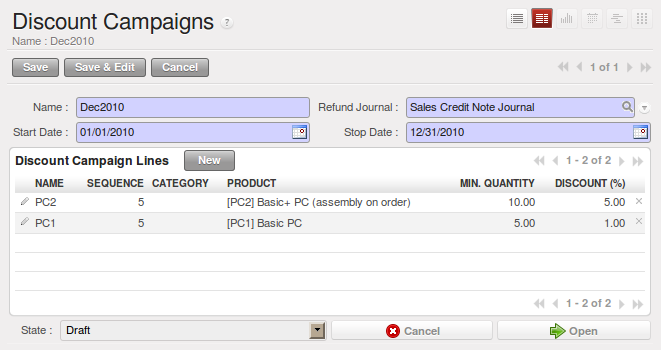 Discount Campaigns ?
Name : Dec2010
Save Save & Edit Cancel 1 of 1
Name : Dec2010 Refund Journal : Sales Credit Note Journal
Start Date : 01/01/2010 Stop Date : 12/31/2010
Discount Campaign Lines New 1 - 2 of 2
NAME SEQUENCE CATEGORY PRODUCT MIN. QUANTITY DISCOUNT (%)
PC2 5 [PC2] Basic+ PC (assembly on order) 10.00 5.00
PC1 5 [PC1] Basic PC 5.00 1.00
1 - 2 of 2
State : Draft Cancel Open